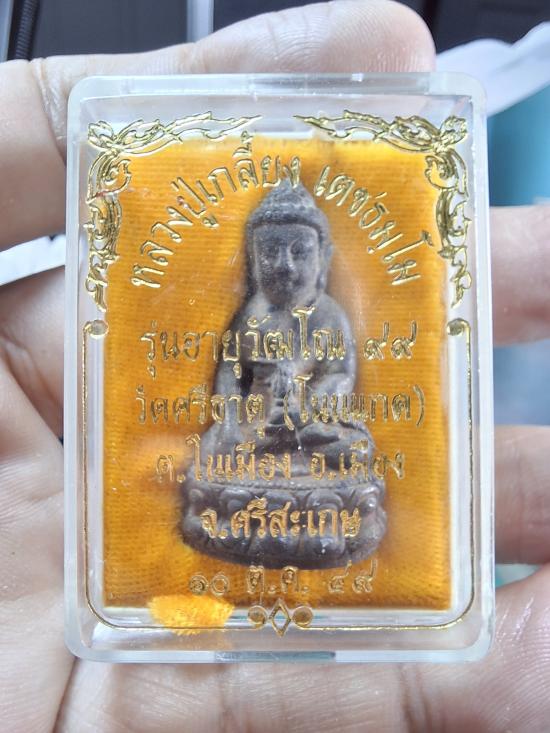 หลวงปู่เกลี้ยง เตชธมฺโม
รุ่นอายุวัฒโณ ๙๙
วัดศรีธาตุ (โนนแกด)
ต.โนเมือง อ.เมือง
จ.ศรีสะเกษ
๑๐ ต.ค. ๔๙